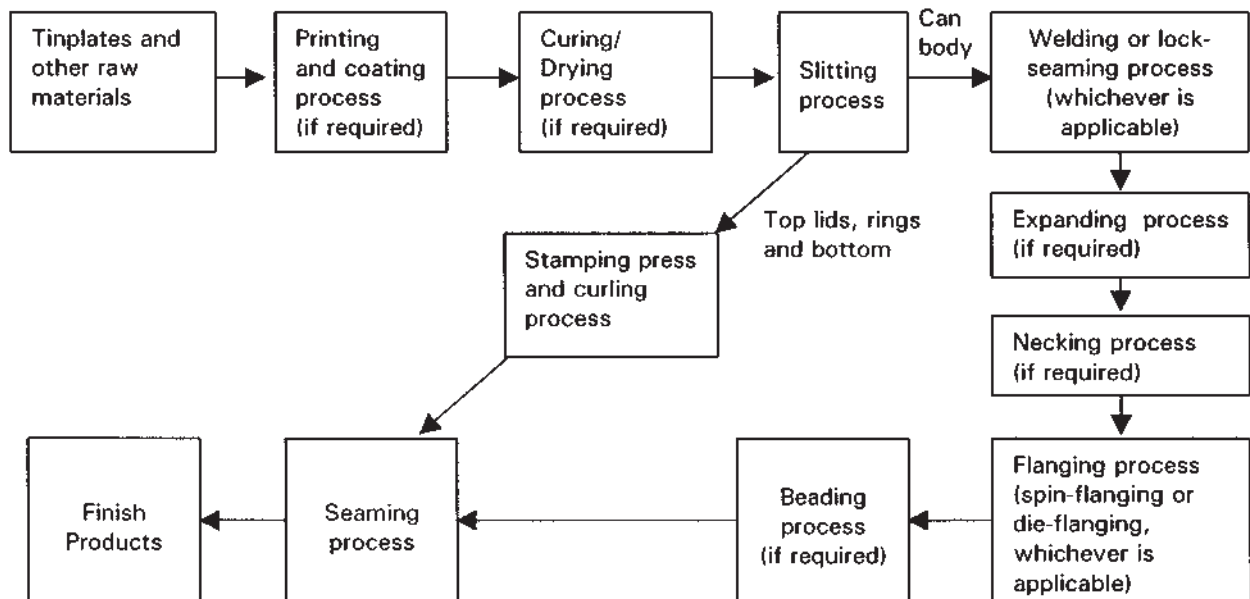 Tinplates and
other raw
materials
Printing
and coating
process
(if required)
Curing/
Drying
process
(if required)
Slitting
process
Can
body
Welding or lock-
seaming process
(whichever is
applicable)
Expanding process
(if required)
Necking process
(if required)
Top lids, rings
and bottom
Stamping press
and curling
process
Flanging process
(spin-flanging or
die-flanging,
whichever is
applicable)
Beading
process
(if required)
Seaming
process
Finish
Products